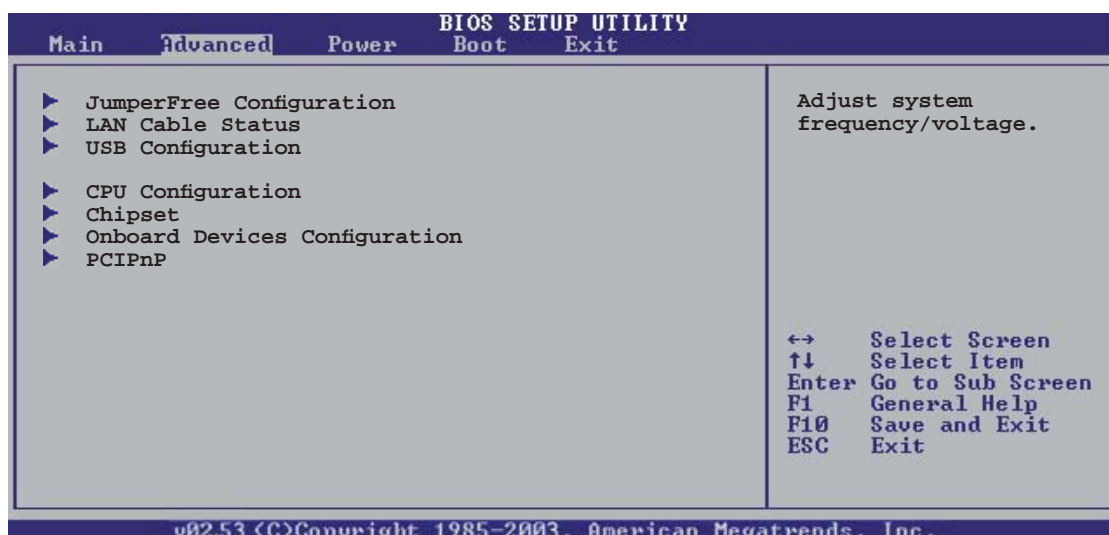 BIOS SETUP UTILITY
Main Advanced Power Boot Exit
JumperFree Configuration
LAN Cable Status
USB Configuration
CPU Configuration
Chipset
Onboard Devices Configuration
PCIPnP
Adjust system
frequency/voltage.
←→ Select Screen
↑↓ Select Item
Enter Go to Sub Screen
F1 General Help
F10 Save and Exit
ESC Exit
v02.53 (C)Copyright 1985-2003, American Megatrends, Inc.